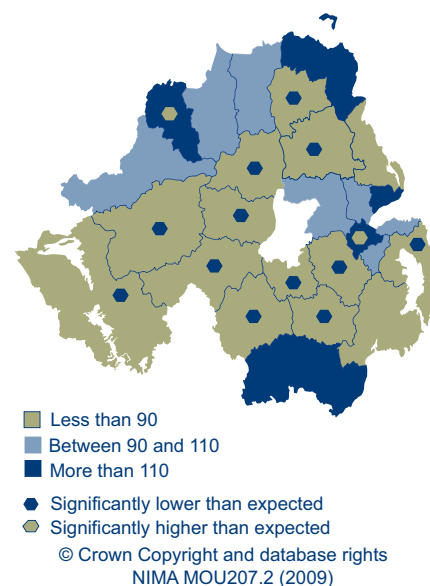 Less than 90
Between 90 and 110
More than 110
Significantly lower than expected
Significantly higher than expected
© Crown Copyright and database rights
NIMA MOU207.2 (2009)